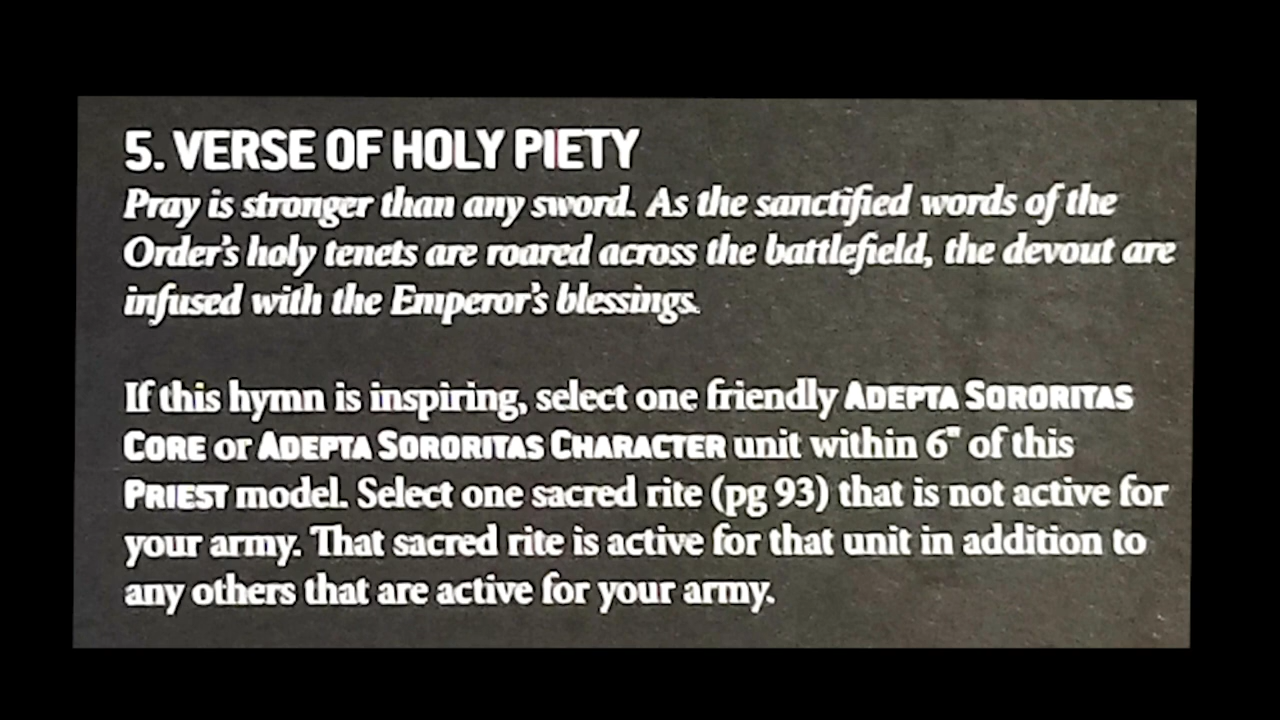 5. VERSE OF HOLY PIETY
Pray is stronger than any sword. As the sanctified words of the
Order's holy tenets are roared across the battlefield, the devout are
infused with the Emperor's blessings.
If this hymn is inspiring, select one friendly ADEPTA SORORITAS
CORE or ADEPTA SORORITAS CHARACTER unit within 6" of this
PRIEST model. Select one sacred rite (pg 93) that is not active for
your army. That sacred rite is active for that unit in addition to
any others that are active for your army.